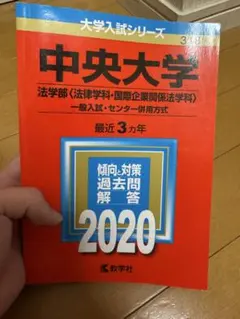 大学入試シリーズ
中央大学
法学部〈法律学科・国際企業関係法学科〉
一般入試・センター併用方式
最近3カ年
傾向と対策
過去問
解答
2020
教学社